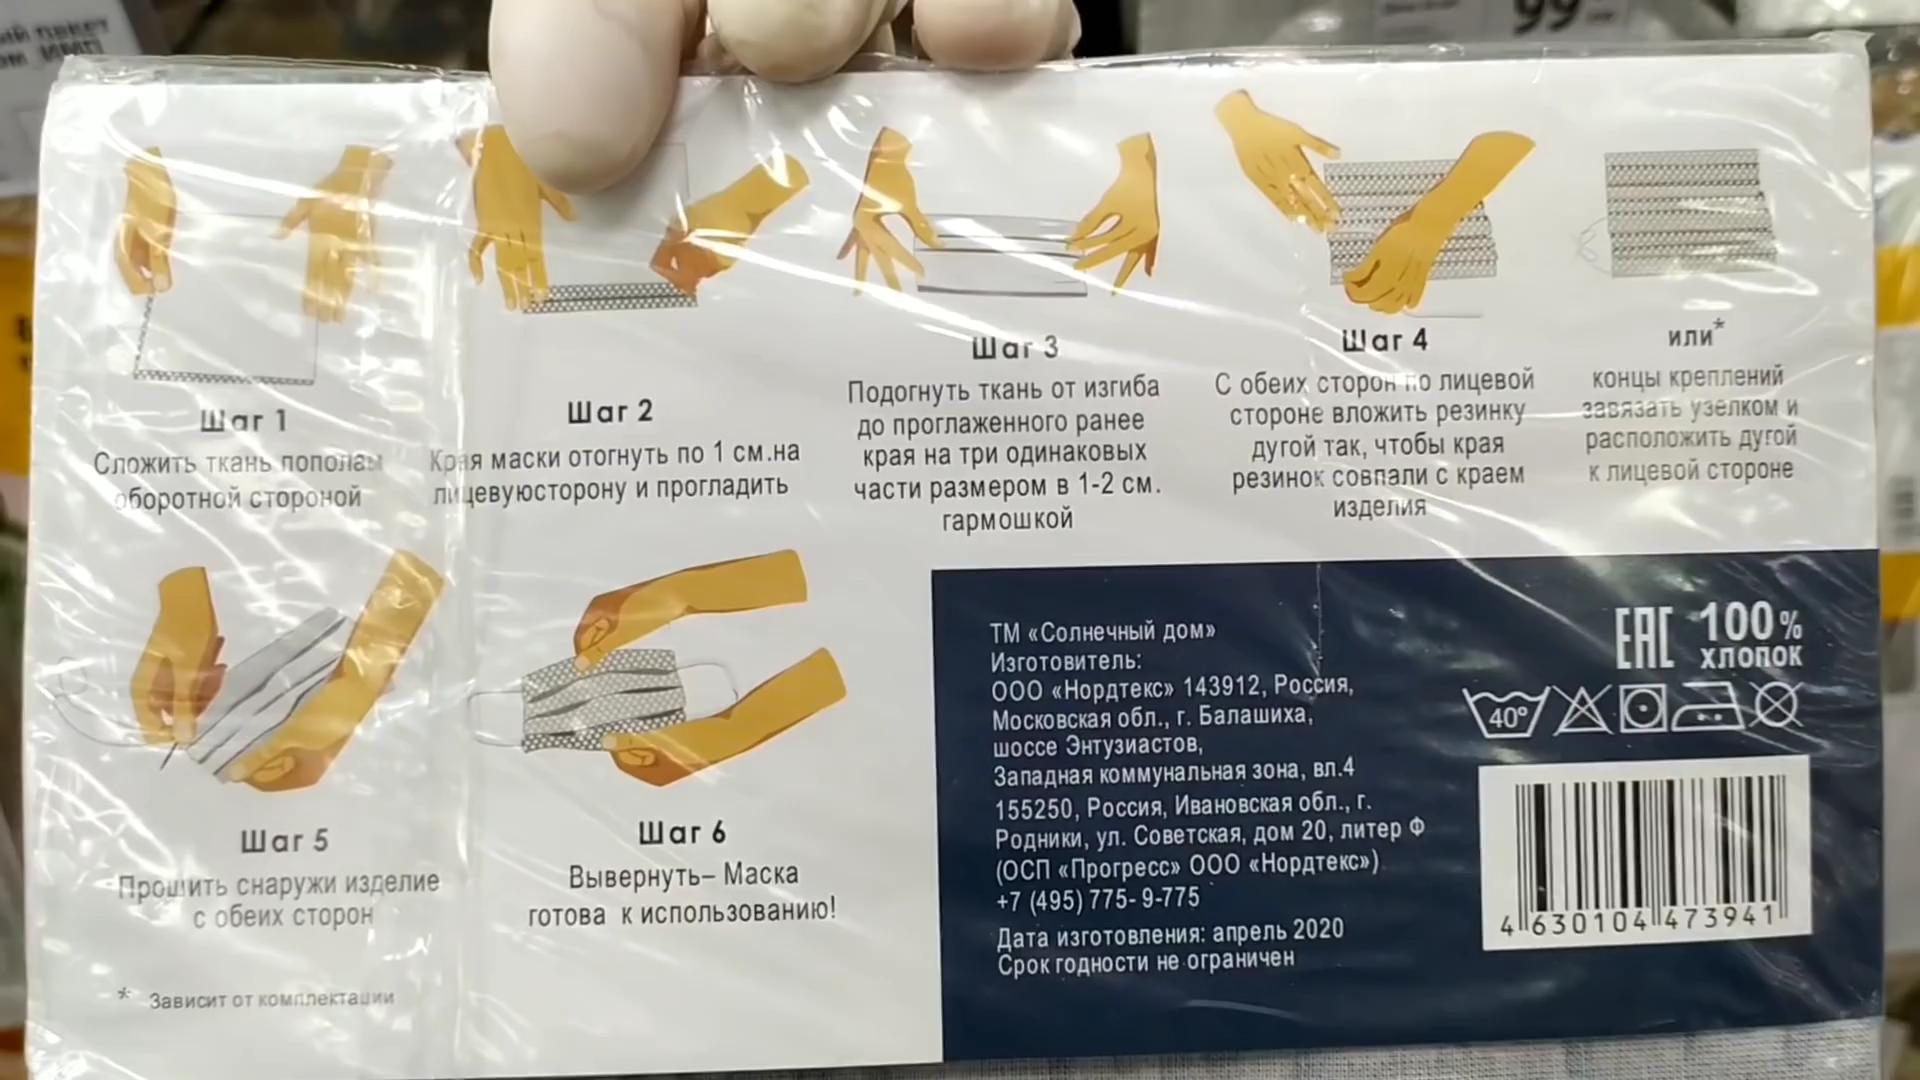 99
Шаг 1
Сложить ткань пополам
оборотной стороной
Шаг 2
Края маски отогнуть по 1 см.на
лицевуюсторону и прогладить
Шаг 3
Подогнуть ткань от изгиба
до проглаженного ранее
края на три одинаковых
части размером в 1-2 см.
гармошкой
Шаг 4
С обеих сторон по лицевой
стороне вложить резинку
дугой так, чтобы края
резинок совпали с краем
изделия
или*
концы креплений
завязать узелком и
расположить дугой
к лицевой стороне
Шаг 5
Прошить снаружи изделие
с обеих сторон
Шаг 6
Вывернуть– Маска
готова к использованию!
* Зависит от комплектации
ТМ «Солнечный дом»
Изготовитель:
ООО «Нордтекс» 143912, Россия,
Московская обл., г. Балашиха,
шоссе Энтузиастов,
Западная коммунальная зона, вл.4
155250, Россия, Ивановская обл., г.
Родники, ул. Советская, дом 20, литер Ф
(ОСП «Прогресс» ООО «Нордтекс»)
+7 (495) 775- 9-775
Дата изготовления: апрель 2020
Срок годности не ограничен
ЕАС
100%
ХЛОПОК
40°
4 630104 473941